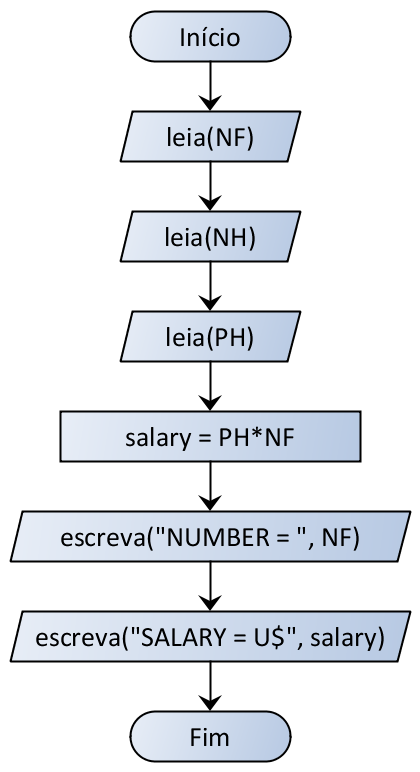 Início
leia(NF)
leia(NH)
leia(PH)
salary = PH*NF
escreva("NUMBER = ", NF)
escreva("SALARY = U$", salary)
Fim